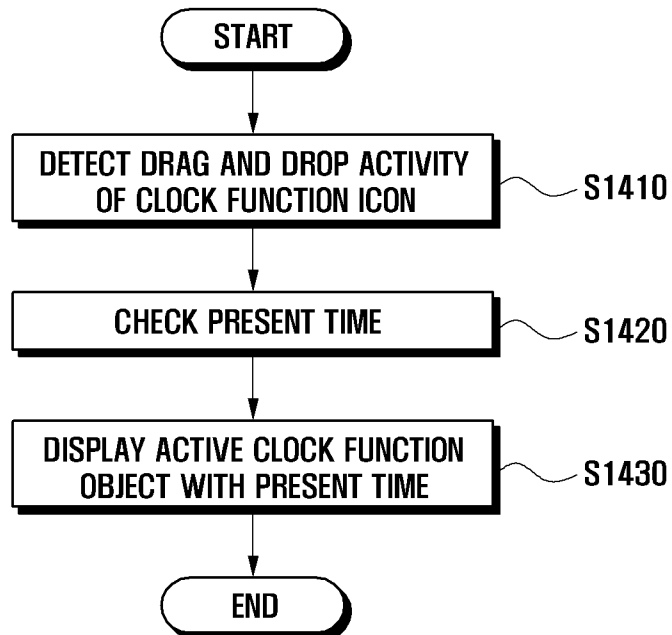 START
DETECT DRAG AND DROP ACTIVITY
OF CLOCK FUNCTION ICON
S1410
CHECK PRESENT TIME
S1420
DISPLAY ACTIVE CLOCK FUNCTION
OBJECT WITH PRESENT TIME
S1430
END